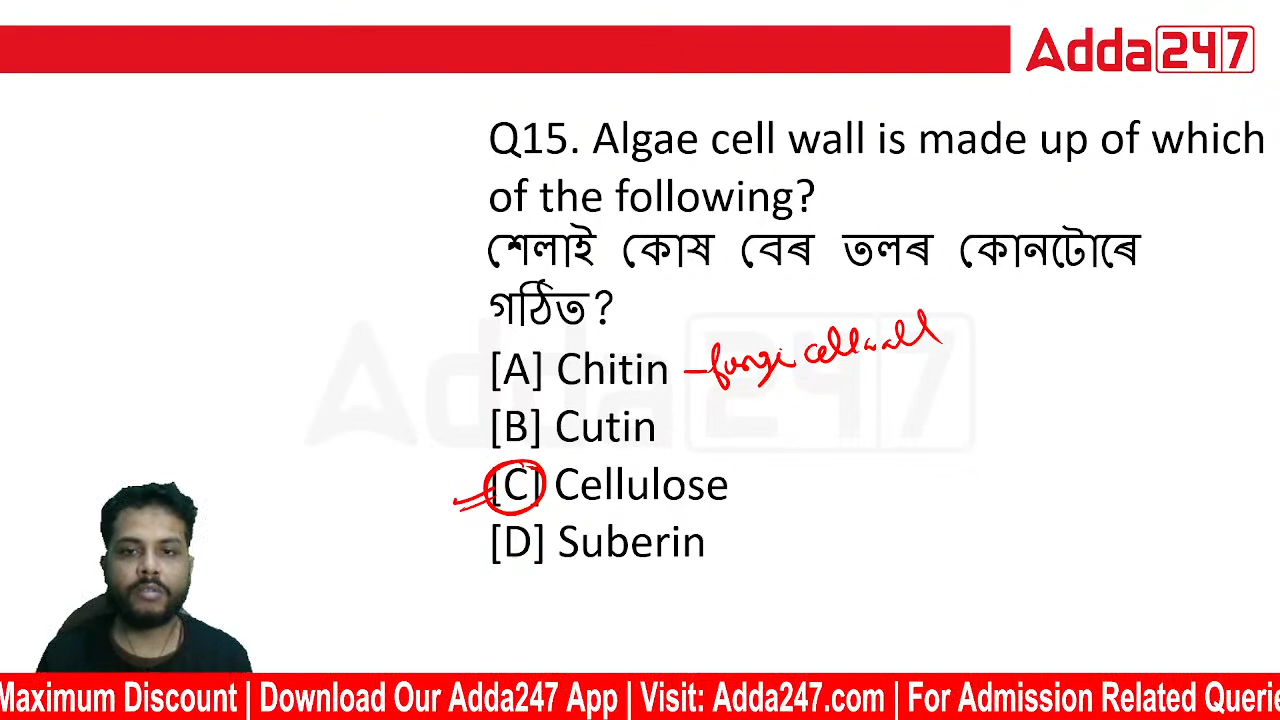 Adda247
Q15. Algae cell wall is made up of which
of the following?
শেলাই কোষ বেৰ তলৰ কোনটোৰে
গঠিত?
[A] Chitin – fungi cell wall
[B] Cutin
[C] Cellulose
[D] Suberin
Adda247
Maximum Discount | Download Our Adda247 App | Visit: Adda247.com | For Admission Related Querie